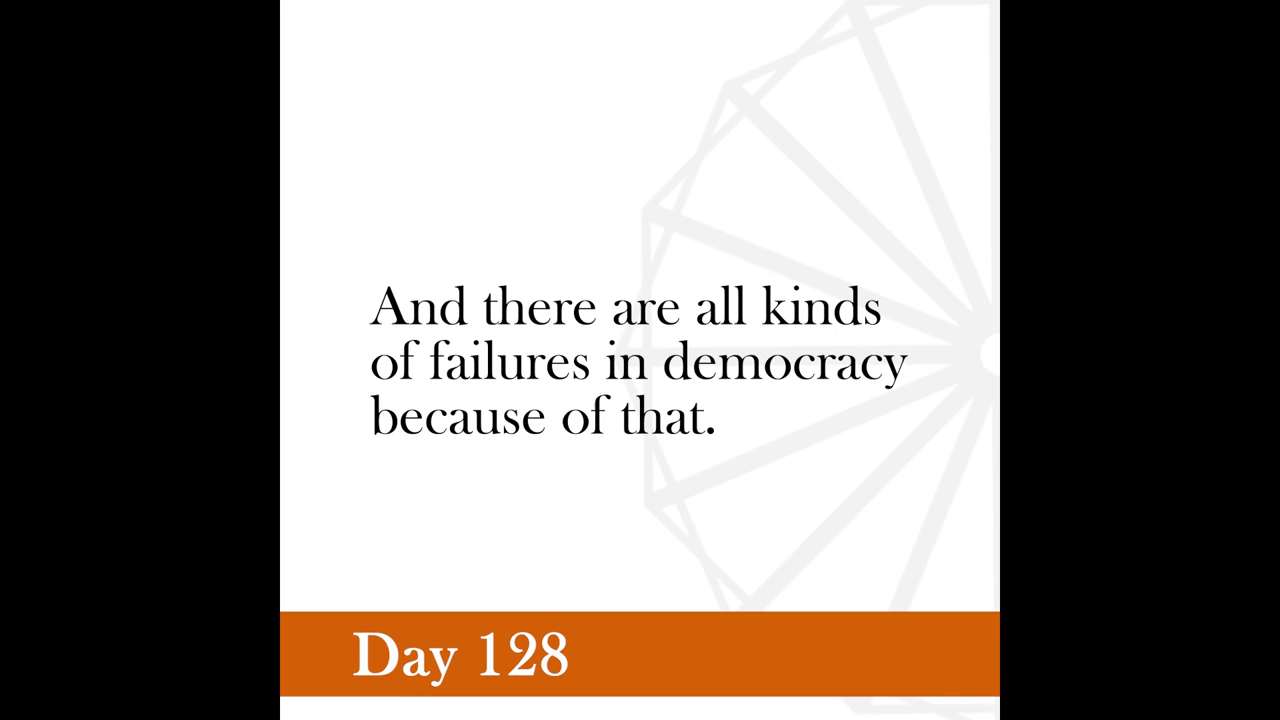 And there are all kinds
of failures in democracy
because of that.
Day 128